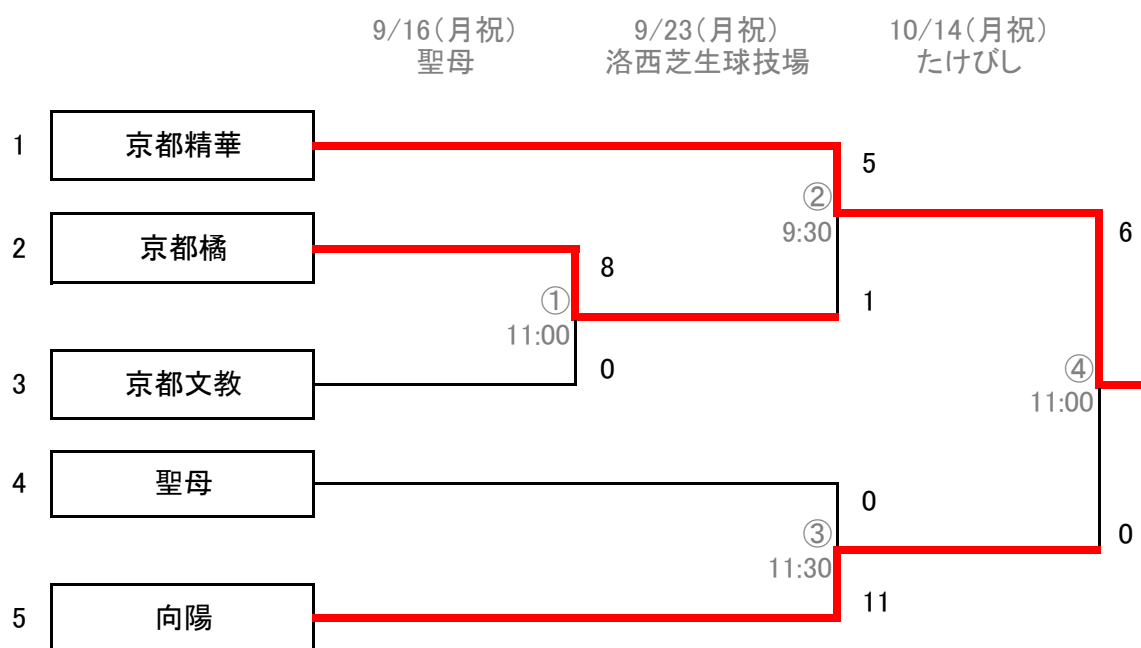 9/16(月祝)
聖母
9/23(月祝)
洛西芝生球技場
10/14(月祝)
たけびし
1 京都精華
5
② 9:30
2 京都橘
6
8
① 11:00
1
3 京都文教
0
④ 11:00
4 聖母
0
③ 11:30
0
5 向陽
11